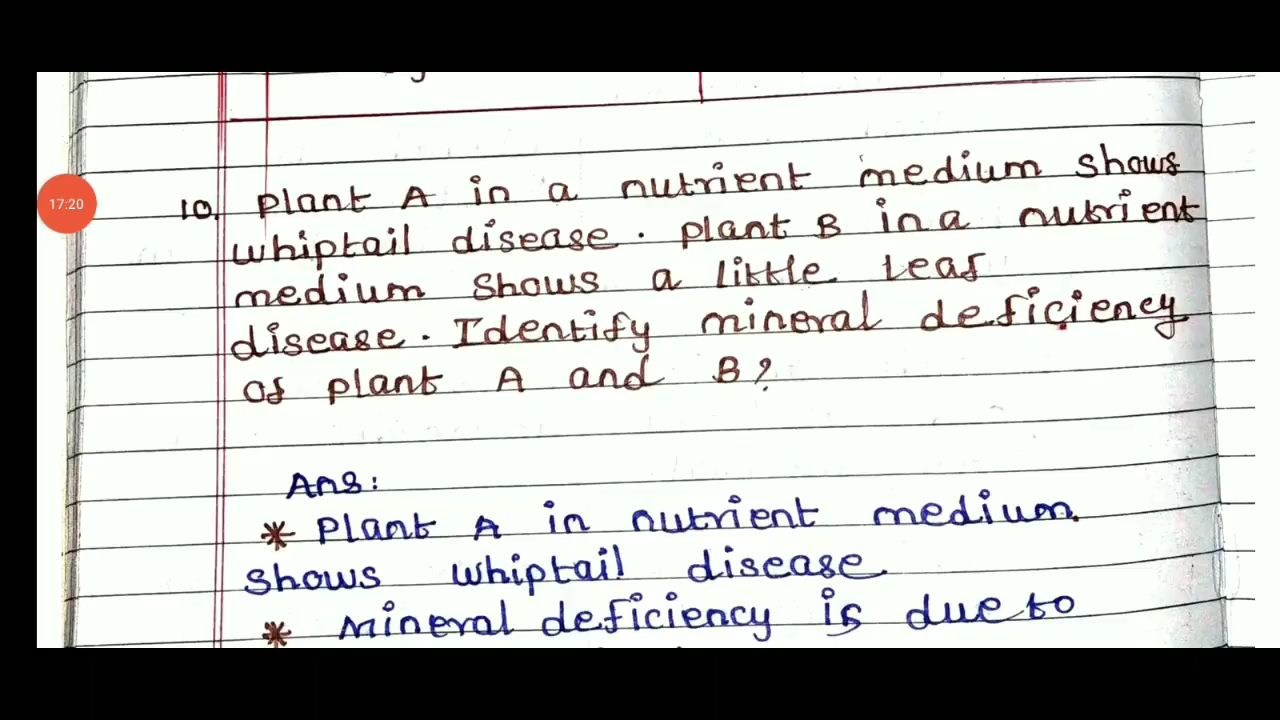 17:20
10. Plant A in a nutrient medium shows
whiptail disease. Plant B in a nutrient
medium shows a little leaf
disease. Identify mineral deficiency
of plant A and B?
Ans:
* Plant A in nutrient medium
shows whiptail disease
* Mineral deficiency is due to